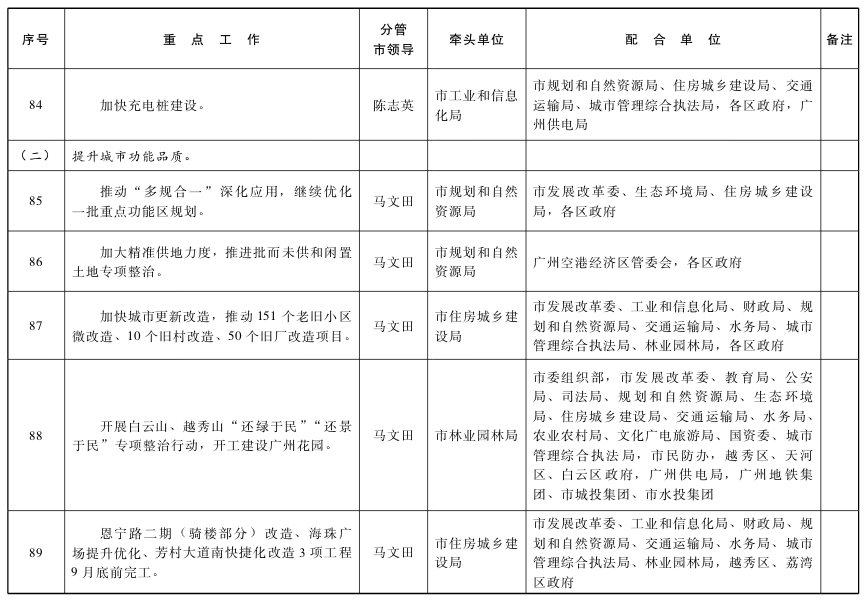 序号 重 点 工 作 分管市领导 牵头单位 配 合 单 位 备注
84 加快充电桩建设。 陈志英 市工业和信息化局
市规划和自然资源局、住房城乡建设局、交通
运输局、城市管理综合执法局，各区政府，广
州供电局
（二） 提升城市功能品质。
85
推动“多规合一”深化应用，继续优化
一批重点功能区规划。
马文田
市规划和自然
资源局
市发展改革委、生态环境局、住房城乡建设
局，各区政府
86
加大精准供地力度，推进批而未供和闲置
土地专项整治。
马文田
市规划和自然
资源局
广州空港经济区管委会，各区政府
87
加快城市更新改造，推动 151 个老旧小区
微改造、10 个旧村改造、50 个旧厂改造项目。
马文田
市住房城乡建
设局
市发展改革委、工业和信息化局、财政局、规
划和自然资源局、交通运输局、水务局、城市
管理综合执法局、林业园林局，各区政府
88
开展白云山、越秀山“还绿于民”“还景
于民”专项整治行动，开工建设广州花园。
马文田
市林业园林局
市委组织部，市发展改革委、教育局、公安
局、司法局、规划和自然资源局、生态环境
局、住房城乡建设局、交通运输局、水务局、
农业农村局、文化广电旅游局、国资委、城市
管理综合执法局，市民防办，越秀区、天河
区、白云区政府，广州供电局，广州地铁集
团、市城投集团、市水投集团
89
恩宁路二期（骑楼部分）改造、海珠广
场提升优化、芳村大道南快捷化改造 3 项工程
9 月底前完工。
马文田
市住房城乡建
设局
市发展改革委、工业和信息化局、财政局、规
划和自然资源局、交通运输局、水务局、城市
管理综合执法局、林业园林局，越秀区、荔湾
区政府